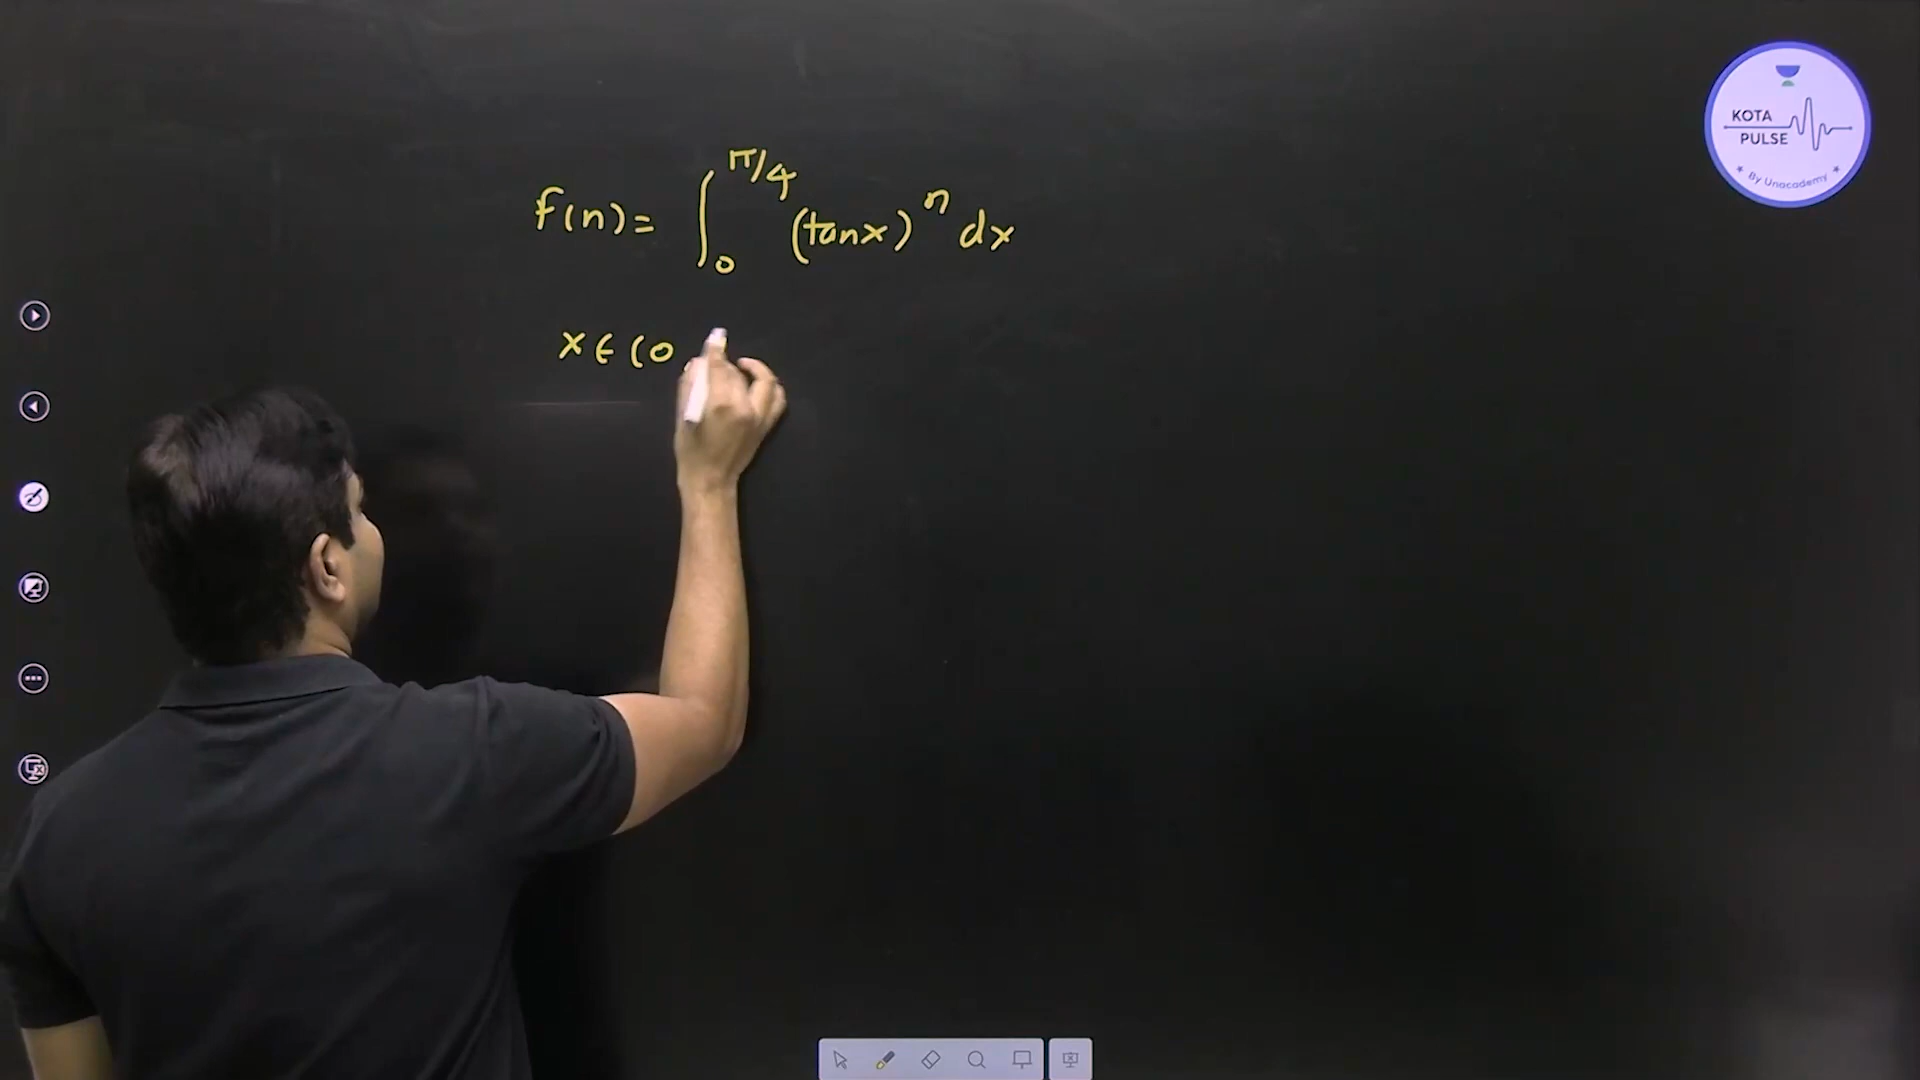 KOTA
PULSE
★ By Unacademy ★
f(n) = ∫₀^π/4 (tanx)ⁿ dx
x ∈ (0